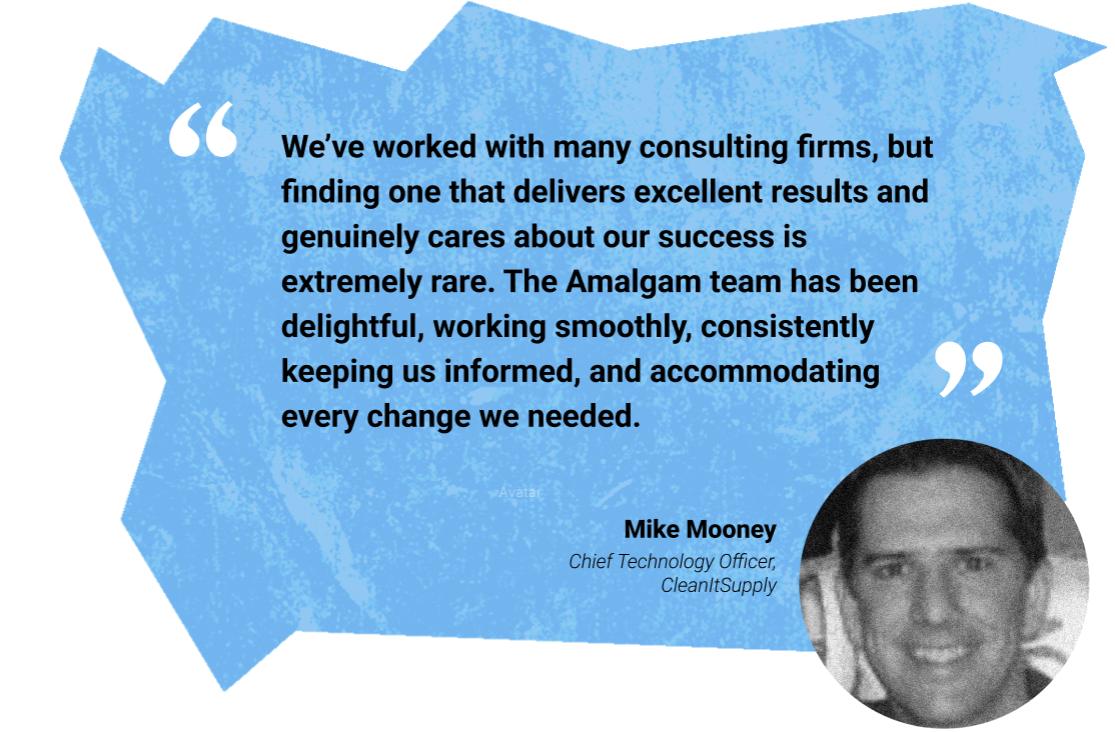 “
We’ve worked with many consulting firms, but
finding one that delivers excellent results and
genuinely cares about our success is
extremely rare. The Amalgam team has been
delightful, working smoothly, consistently
keeping us informed, and accommodating
every change we needed.
”
Avatar
Mike Mooney
Chief Technology Officer,
CleanItSupply